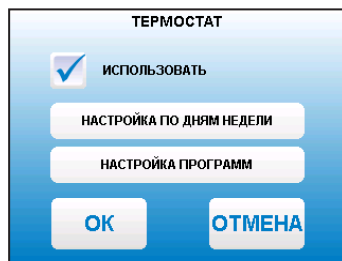 ТЕРМОСТАТ
ИСПОЛЬЗОВАТЬ
НАСТРОЙКА ПО ДНЯМ НЕДЕЛИ
НАСТРОЙКА ПРОГРАММ
ОК
ОТМЕНА